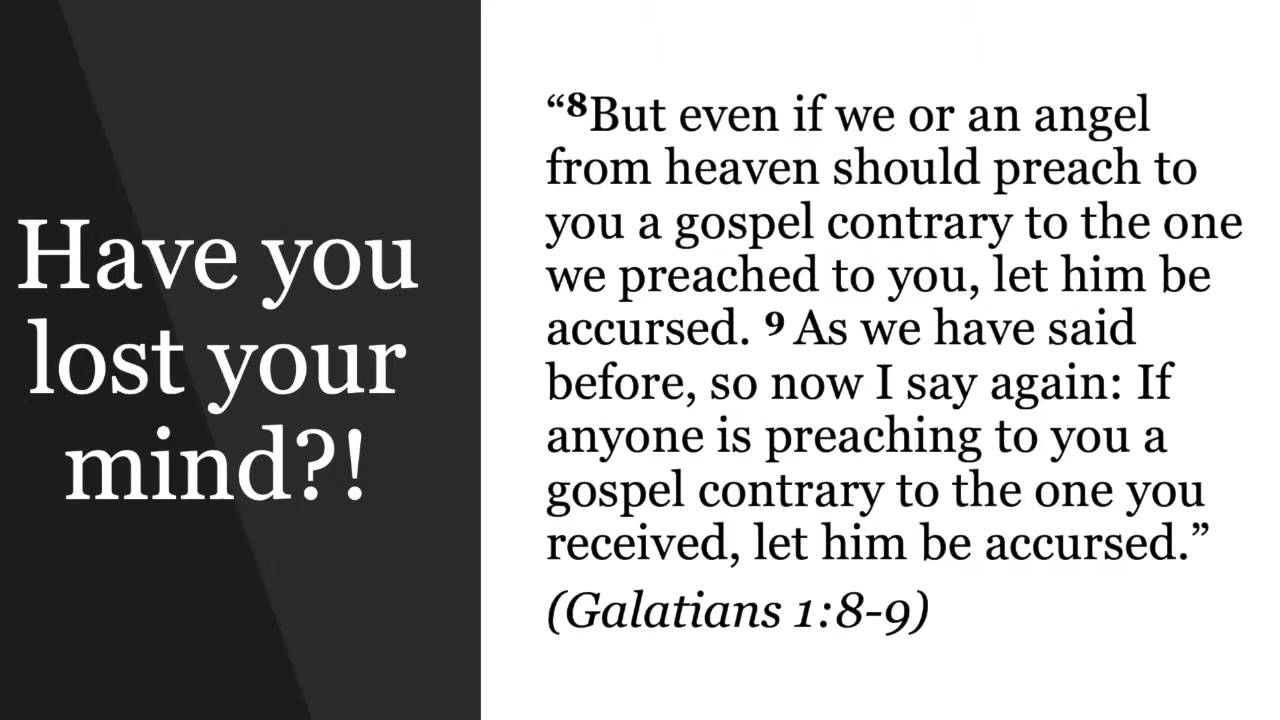 Have you
lost your
mind?!
“⁸But even if we or an angel
from heaven should preach to
you a gospel contrary to the one
we preached to you, let him be
accursed. ⁹ As we have said
before, so now I say again: If
anyone is preaching to you a
gospel contrary to the one you
received, let him be accursed.”
(Galatians 1:8-9)